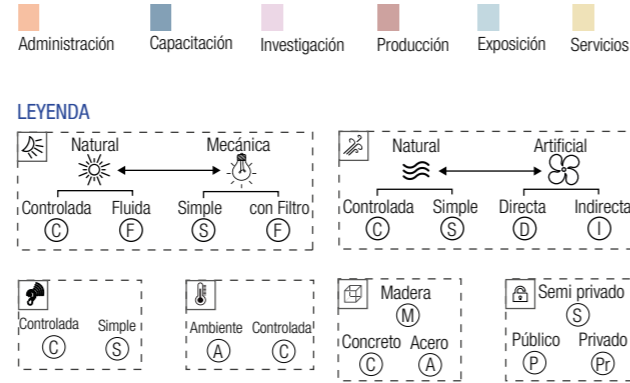 Administración Capacitación Investigación Producción Exposición Servicios
LEYENDA
Natural Mecánica
Controlada Fluida Simple con Filtro
C F S F
Natural Artificial
Controlada Simple Directa Indirecta
C S D I
Controlada Simple
C S
Ambiente Controlada
A C
Madera
M
Concreto Acero
C A
Semi privado
S
Público Privado
P Pr